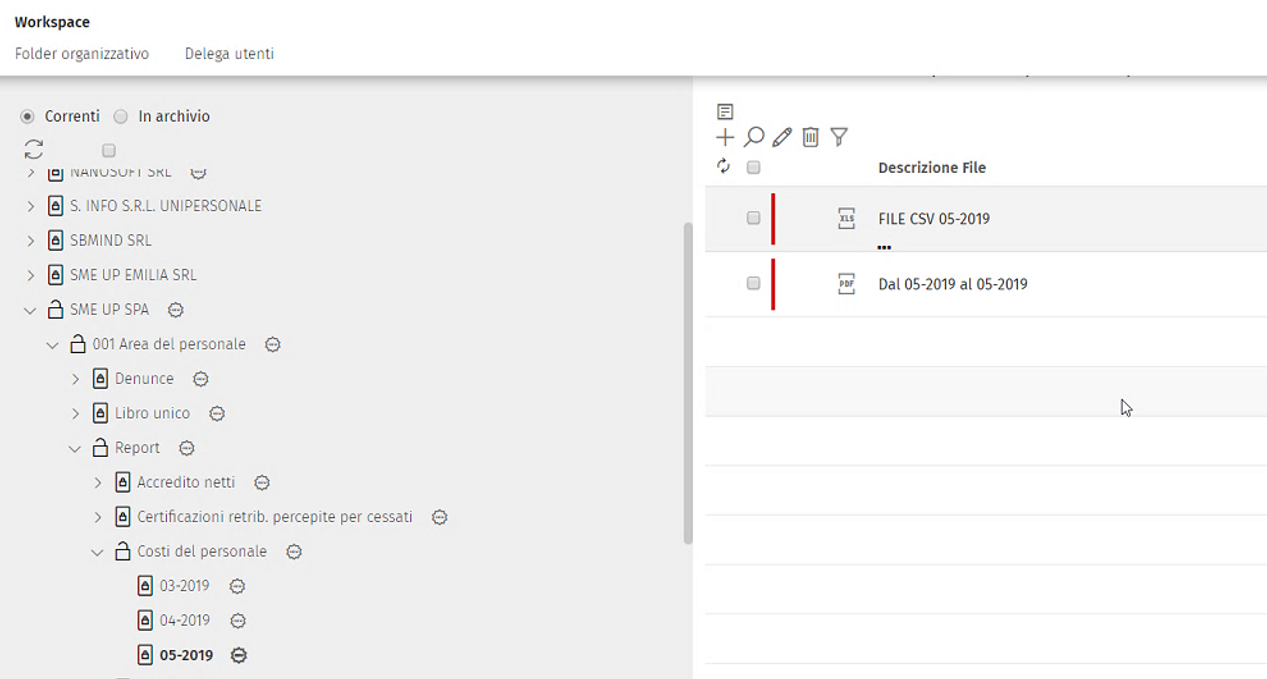 Workspace
Folder organizzativo Delega utenti
Correnti In archivio
NANOSOFT SRL
S. INFO S.R.L. UNIPERSONALE
SBMIND SRL
SME UP EMILIA SRL
SME UP SPA
001 Area del personale
Denunce
Libro unico
Report
Accredito netti
Certificazioni retrib. percepite per cessati
Costi del personale
03-2019
04-2019
05-2019
Descrizione File
XLS FILE CSV 05-2019
...
PDF Dal 05-2019 al 05-2019